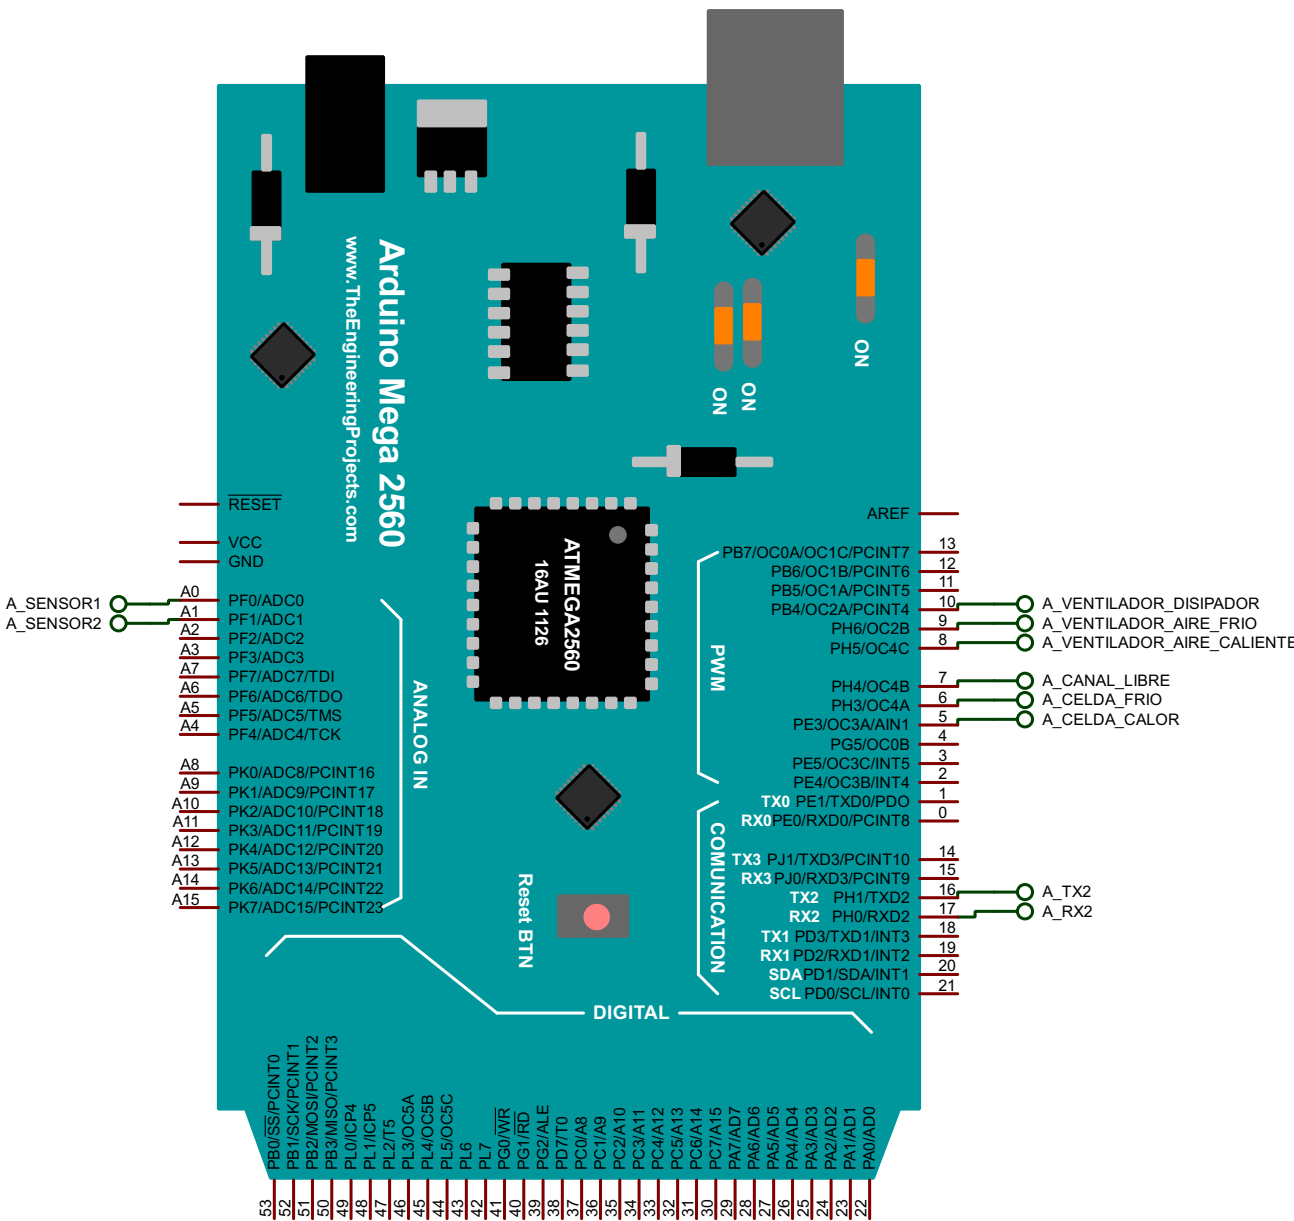 Arduino Mega 2560
www.TheEngineeringProjects.com
ON
ON
ON
ATMEGA2560
16AU 1126
RESET
VCC
GND
A_SENSOR1 A0 PF0/ADC0
A_SENSOR2 A1 PF1/ADC1
A2 PF2/ADC2
A3 PF3/ADC3
A7 PF7/ADC7/TDI
A6 PF6/ADC6/TDO
A5 PF5/ADC5/TMS
A4 PF4/ADC4/TCK
A8 PK0/ADC8/PCINT16
A9 PK1/ADC9/PCINT17
A10 PK2/ADC10/PCINT18
A11 PK3/ADC11/PCINT19
A12 PK4/ADC12/PCINT20
A13 PK5/ADC13/PCINT21
A14 PK6/ADC14/PCINT22
A15 PK7/ADC15/PCINT23
ANALOG IN
AREF
PB7/OC0A/OC1C/PCINT7 13
PB6/OC1B/PCINT6 12
PB5/OC1A/PCINT5 11
PB4/OC2A/PCINT4 10 A_VENTILADOR_DISIPADOR
PH6/OC2B 9 A_VENTILADOR_AIRE_FRIO
PH5/OC4C 8 A_VENTILADOR_AIRE_CALIENTE
PH4/OC4B 7 A_CANAL_LIBRE
PH3/OC4A 6 A_CELDA_FRIO
PE3/OC3A/AIN1 5 A_CELDA_CALOR
PG5/OC0B 4
PE5/OC3C/INT5 3
PE4/OC3B/INT4 2
PWM
TX0 PE1/TXD0/PDO 1
RX0 PE0/RXD0/PCINT8 0
TX3 PJ1/TXD3/PCINT10 14
RX3 PJ0/RXD3/PCINT9 15
TX2 PH1/TXD2 16 A_TX2
RX2 PH0/RXD2 17 A_RX2
TX1 PD3/TXD1/INT3 18
RX1 PD2/RXD1/INT2 19
SDA PD1/SDA/INT1 20
SCL PD0/SCL/INT0 21
COMUNICATION
Reset BTN
DIGITAL
PB0/SS/PCINT0 53
PB1/SCK/PCINT1 52
PB2/MOSI/PCINT2 51
PB3/MISO/PCINT3 50
PL0/ICP4 49
PL1/ICP5 48
PL2/T5 47
PL3/OC5A 46
PL4/OC5B 45
PL5/OC5C 44
PL6 43
PL7 42
PG0/WR 41
PG1/RD 40
PG2/ALE 39
PD7/T0 38
PC0/A8 37
PC1/A9 36
PC2/A10 35
PC3/A11 34
PC4/A12 33
PC5/A13 32
PC6/A14 31
PC7/A15 30
PA7/AD7 29
PA6/AD6 28
PA5/AD5 27
PA4/AD4 26
PA3/AD3 25
PA2/AD2 24
PA1/AD1 23
PA0/AD0 22